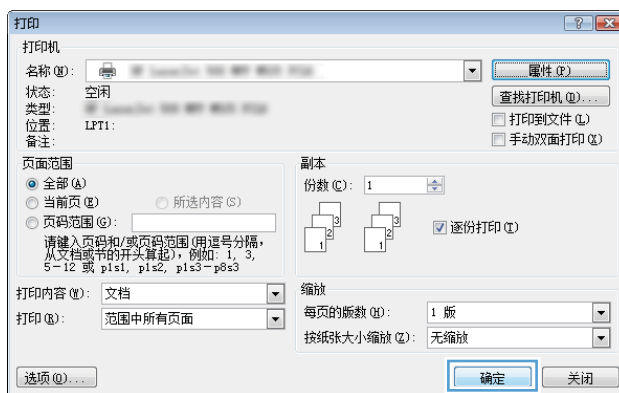 打印
打印机
名称(N):
属性(P)
状态: 空闲
查找打印机(D)...
类型:
位置: LPT1:
打印到文件(L)
备注:
手动双面打印(X)
页面范围
全部(A)
当前页(E) 所选内容(S)
页码范围(G):
请键入页码和/或页码范围(用逗号分隔，
从文档或节的开头算起)，例如: 1, 3,
5-12 或 p1s1, p1s2, p1s3-p8s3
副本
份数(C): 1
3 3
2 2
1 1
逐份打印(T)
打印内容(W): 文档
打印(R): 范围中所有页面
缩放
每页的版数(H): 1 版
按纸张大小缩放(Z): 无缩放
选项(O)...
确定 关闭